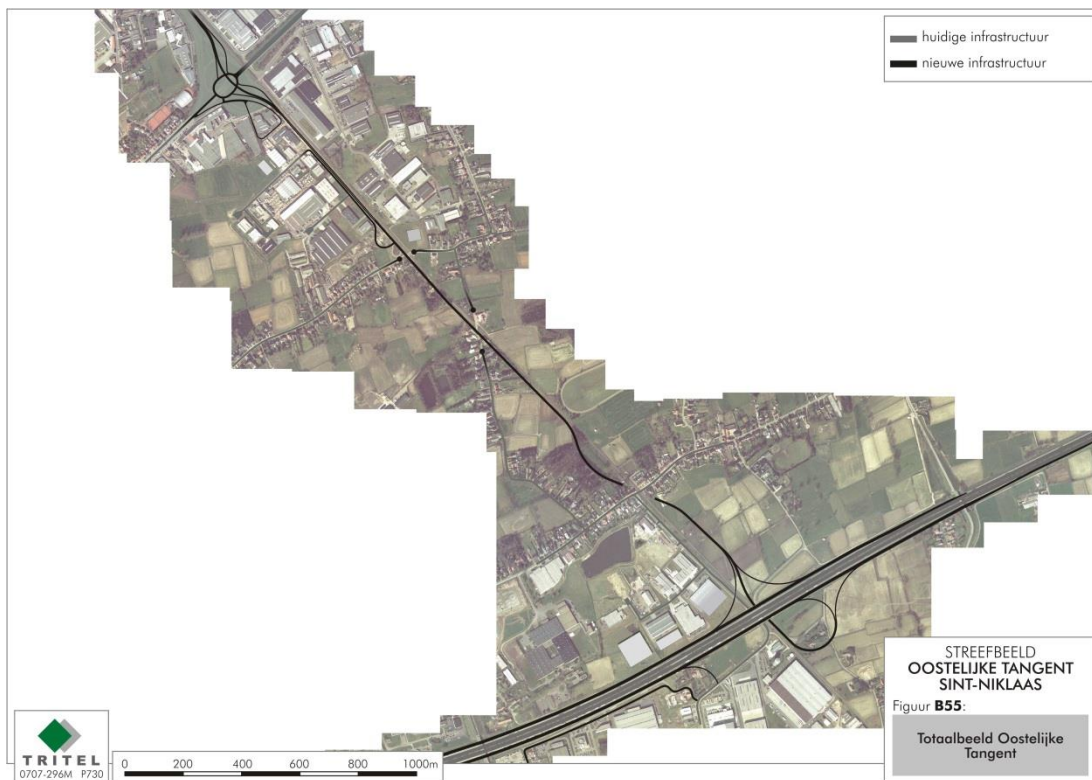 huidige infrastructuur
nieuwe infrastructuur
STREEFBEELD
OOSTELIJKE TANGENT
SINT-NIKLAAS
Figuur B55:
Totaalbeeld Oostelijke
Tangent
TRITEL
0707-296M P730
0 200 400 600 800 1000m